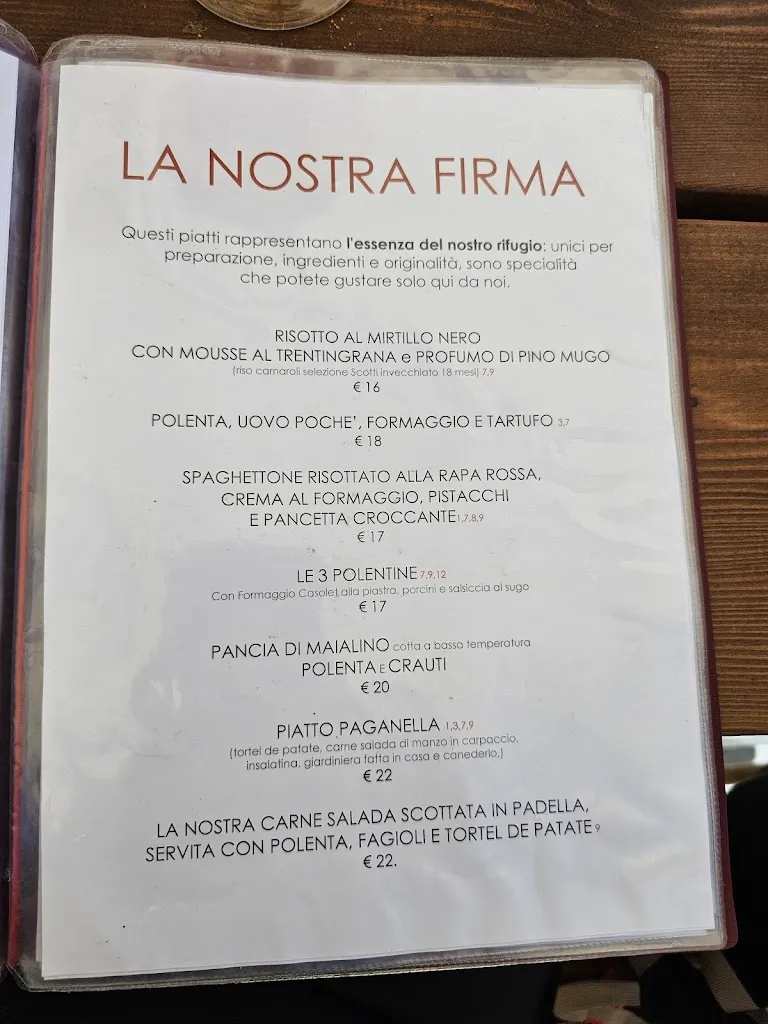 LA NOSTRA FIRMA
Questi piatti rappresentano l'essenza del nostro rifugio: unici per
preparazione, ingredienti e originalità, sono specialità
che potete gustare solo qui da noi.
RISOTTO AL MIRTILLO NERO
CON MOUSSE AL TRENTINGRANA e PROFUMO DI PINO MUGO
(riso carnaroli selezione Scotti invecchiato 18 mesi) 7,9
€ 16
POLENTA, UOVO POCHE', FORMAGGIO E TARTUFO 3,7
€ 18
SPAGHETTONE RISOTTATO ALLA RAPA ROSSA,
CREMA AL FORMAGGIO, PISTACCHI
E PANCETTA CROCCANTE 1,7,8,9
€ 17
LE 3 POLENTINE 7,9,12
Con Formaggio Casolet alla piastra, porcini e salsiccia al sugo
€ 17
PANCIA DI MAIALINO cotta a bassa temperatura
POLENTA E CRAUTI
€ 20
PIATTO PAGANELLA 1,3,7,9
(tortel de patate, carne salada di manzo in carpaccio,
insalatina, giardiniera fatta in casa e canederlo.)
€ 22
LA NOSTRA CARNE SALADA SCOTTATA IN PADELLA,
SERVITA CON POLENTA, FAGIOLI E TORTEL DE PATATE 9
€ 22.